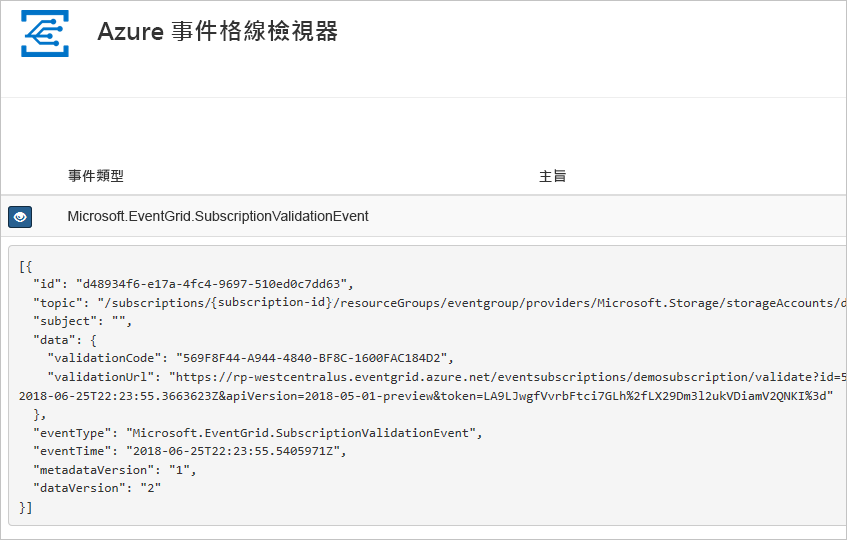 Azure 事件格線檢視器
事件類型 主旨
Microsoft.EventGrid.SubscriptionValidationEvent
[{
"id": "d48934f6-e17a-4fc4-9697-510ed0c7dd63",
"topic": "/subscriptions/{subscription-id}/resourceGroups/eventgroup/providers/Microsoft.Storage/storageAccounts/d
"subject": "",
"data": {
"validationCode": "569F8F44-A944-4840-BF8C-1600FAC184D2",
"validationUrl": "https://rp-westcentralus.eventgrid.azure.net/eventsubscriptions/demosubscription/validate?id=5
2018-06-25T22:23:55.3663623Z&apiVersion=2018-05-01-preview&token=LA9LJwgfVvrbFtci7GLh%2fLX29Dm3l2ukVDiamV2QNKI%3d"
},
"eventType": "Microsoft.EventGrid.SubscriptionValidationEvent",
"eventTime": "2018-06-25T22:23:55.5405971Z",
"metadataVersion": "1",
"dataVersion": "2"
}]